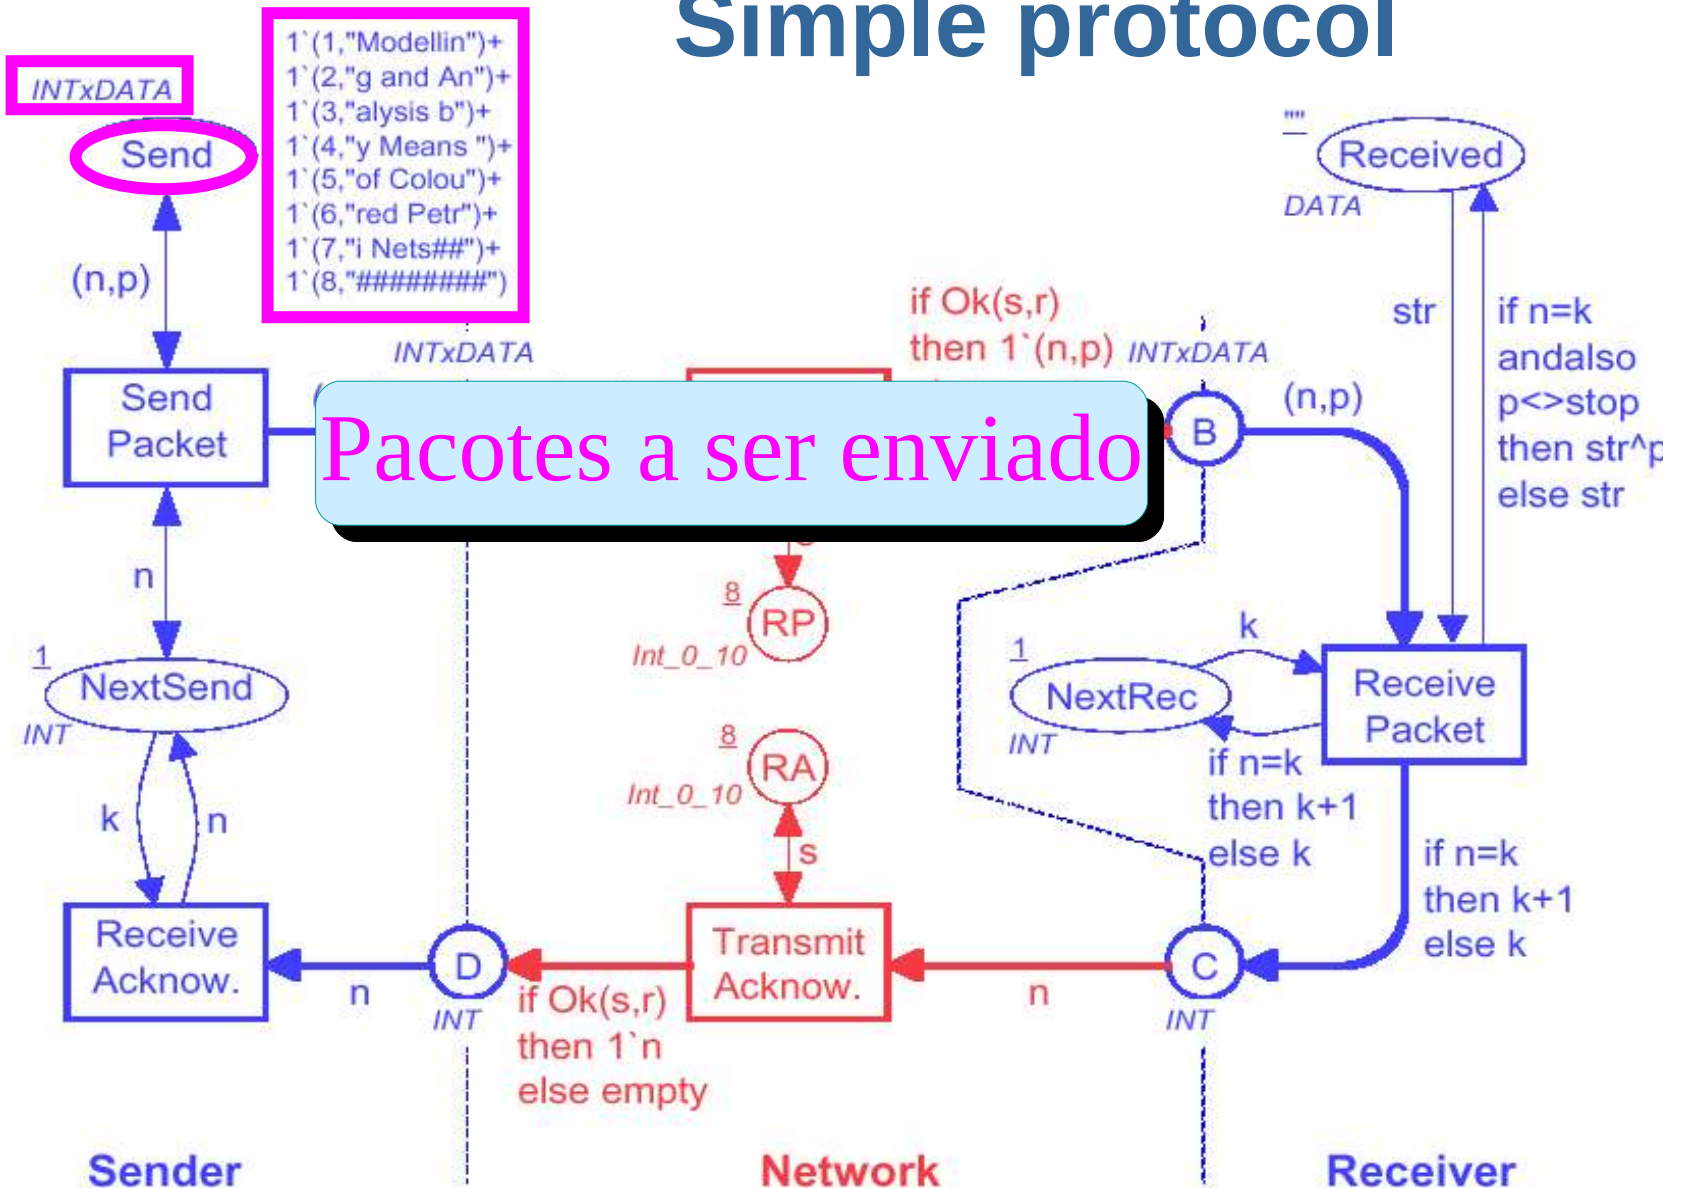 Simple protocol
INTxDATA
1`(1,"Modellin")+
1`(2,"g and An")+
1`(3,"alysis b")+
1`(4,"y Means ")+
1`(5,"of Colou")+
1`(6,"red Petr")+
1`(7,"i Nets##")+
1`(8,"########")
Send
(n,p)
Send
Packet
n
1
NextSend
INT
k
n
Receive
Acknow.
n
INTxDATA
Pacotes a ser enviado
if Ok(s,r)
then 1`(n,p)
INTxDATA
B
(n,p)
8
RP
Int_0_10
8
RA
Int_0_10
s
Transmit
Acknow.
D
INT
if Ok(s,r)
then 1`n
else empty
n
C
INT
""
Received
DATA
str
if n=k
andalso
p<>stop
then str^p
else str
k
1
NextRec
INT
Receive
Packet
if n=k
then k+1
else k
if n=k
then k+1
else k
Sender
Network
Receiver